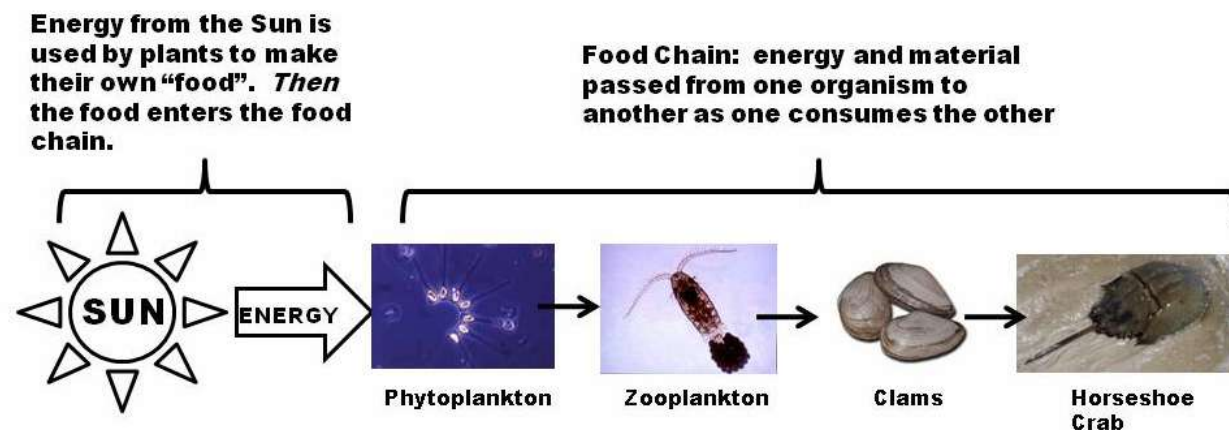 Energy from the Sun is
used by plants to make
their own “food”. Then
the food enters the food
chain.
Food Chain: energy and material
passed from one organism to
another as one consumes the other
SUN
ENERGY
Phytoplankton
Zooplankton
Clams
Horseshoe
Crab